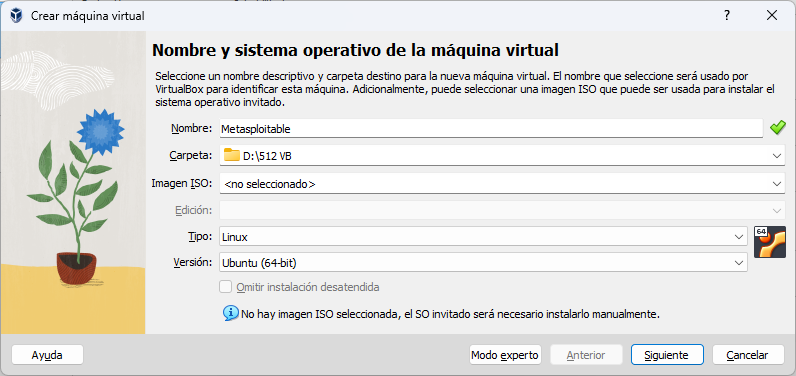 Crear máquina virtual
?
Nombre y sistema operativo de la máquina virtual
Seleccione un nombre descriptivo y carpeta destino para la nueva máquina virtual. El nombre que seleccione será usado por
VirtualBox para identificar esta máquina. Adicionalmente, puede seleccionar una imagen ISO que puede ser usada para instalar el
sistema operativo invitado.
Nombre: Metasploitable
Carpeta: D:\512 VB
Imagen ISO: <no seleccionado>
Edición:
Tipo: Linux
64
Versión: Ubuntu (64-bit)
Omitir instalación desatendida
No hay imagen ISO seleccionada, el SO invitado será necesario instalarlo manualmente.
Ayuda Modo experto Anterior Siguiente Cancelar